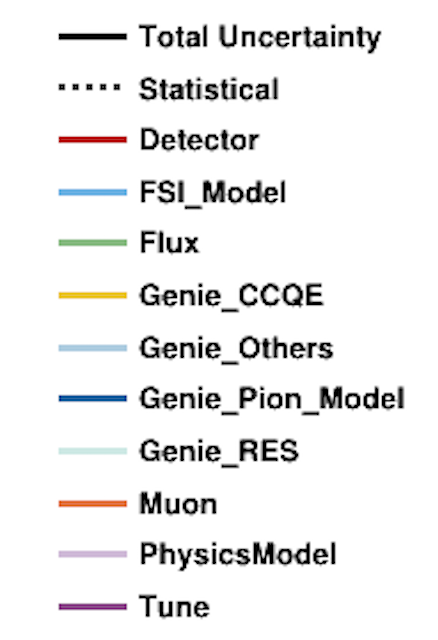 Total Uncertainty
Statistical
Detector
FSI_Model
Flux
Genie_CCQE
Genie_Others
Genie_Pion_Model
Genie_RES
Muon
PhysicsModel
Tune